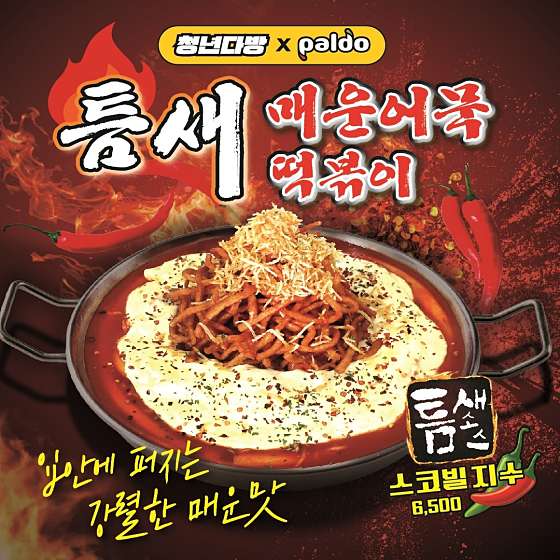 청년다방 x paldo
틈새 매운어묵
떡볶이
틈새
소스
스코빌 지수
6,500
입안에 퍼지는
강렬한 매운맛